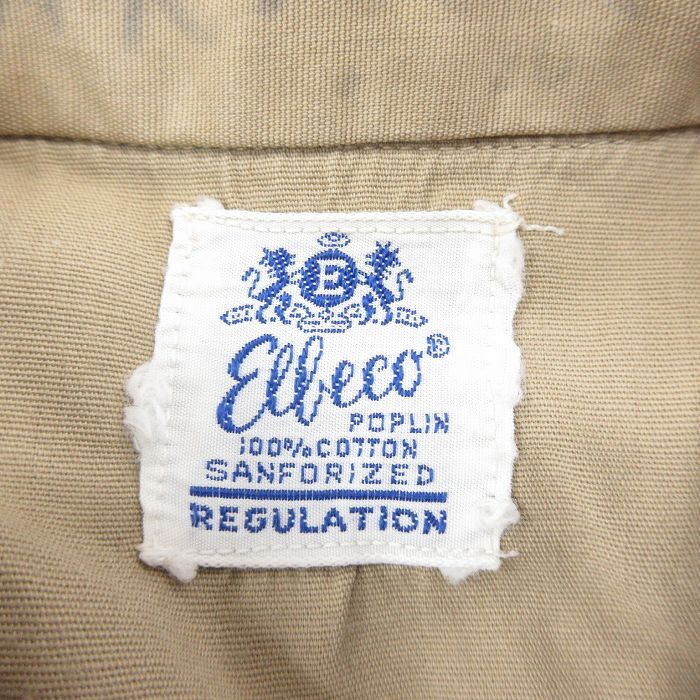 E
Elbeco®
POPLIN
100% COTTON
SANFORIZED
REGULATION